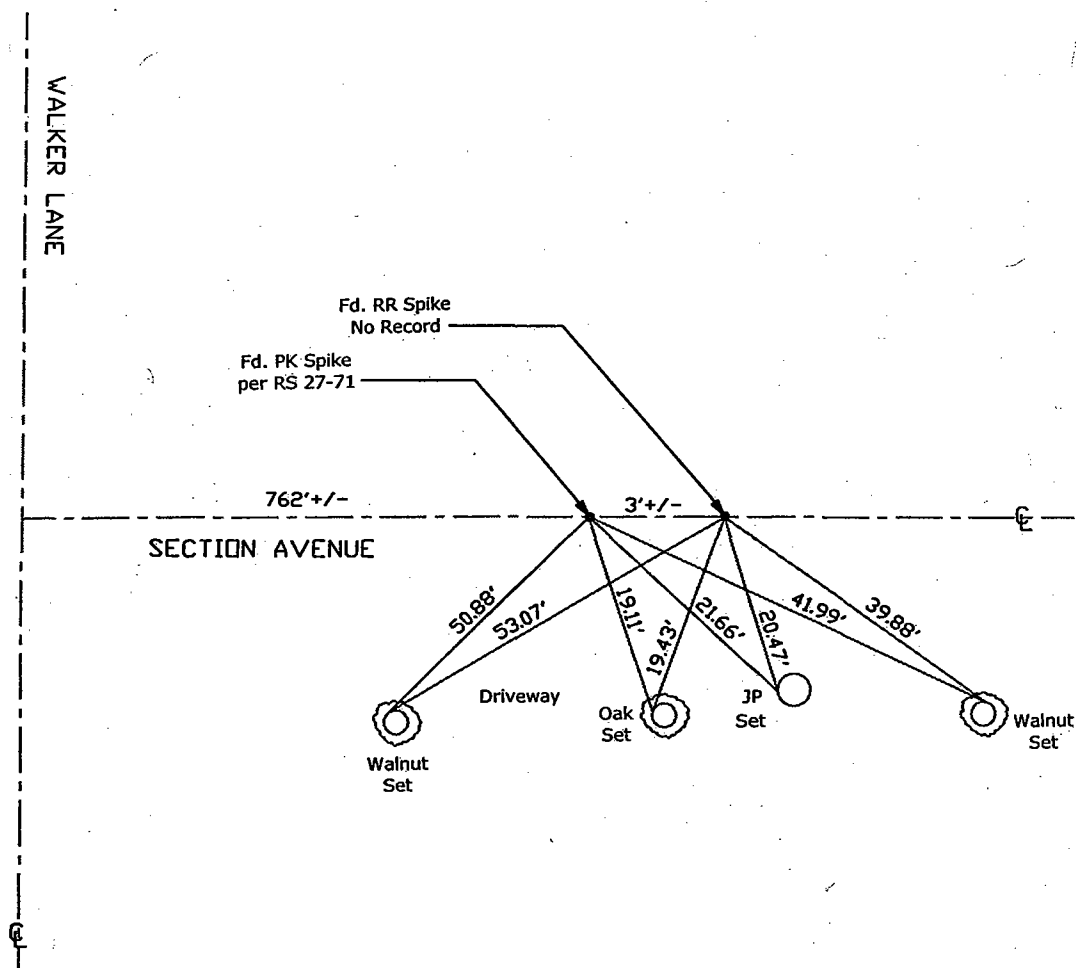 WALKER LANE
Fd. RR Spike
No Record
Fd. PK Spike
per RS 27-71
762'+/-
3'+/-
℄
SECTION AVENUE
50.88'
53.07'
19.11'
19.43'
21.66'
20.47'
41.99'
39.88'
Driveway
Oak
Set
JP
Set
Walnut
Set
Walnut
Set
℄